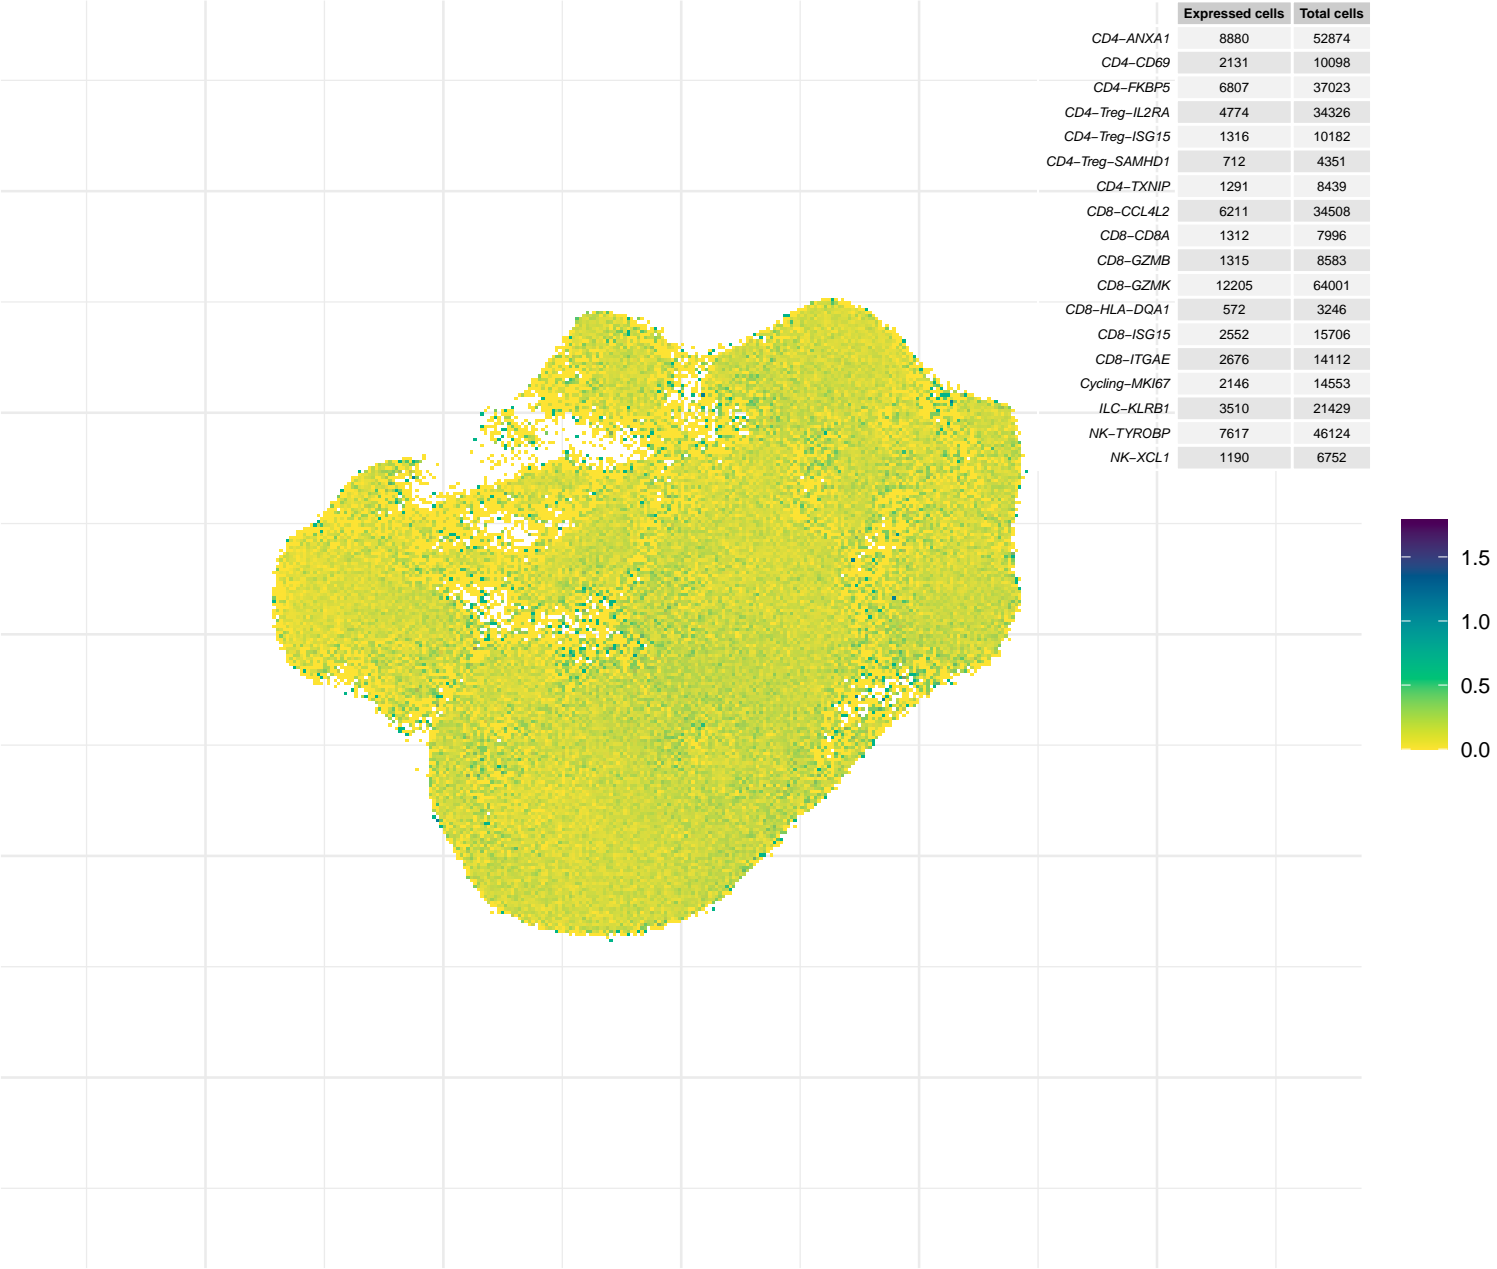 Expressed cells Total cells
CD4−ANXA1 8880 52874
CD4−CD69 2131 10098
CD4−FKBP5 6807 37023
CD4−Treg−IL2RA 4774 34326
CD4−Treg−ISG15 1316 10182
CD4−Treg−SAMHD1 712 4351
CD4−TXNIP 1291 8439
CD8−CCL4L2 6211 34508
CD8−CD8A 1312 7996
CD8−GZMB 1315 8583
CD8−GZMK 12205 64001
CD8−HLA−DQA1 572 3246
CD8−ISG15 2552 15706
CD8−ITGAE 2676 14112
Cycling−MKI67 2146 14553
ILC−KLRB1 3510 21429
NK−TYROBP 7617 46124
NK−XCL1 1190 6752
1.5
1.0
0.5
0.0